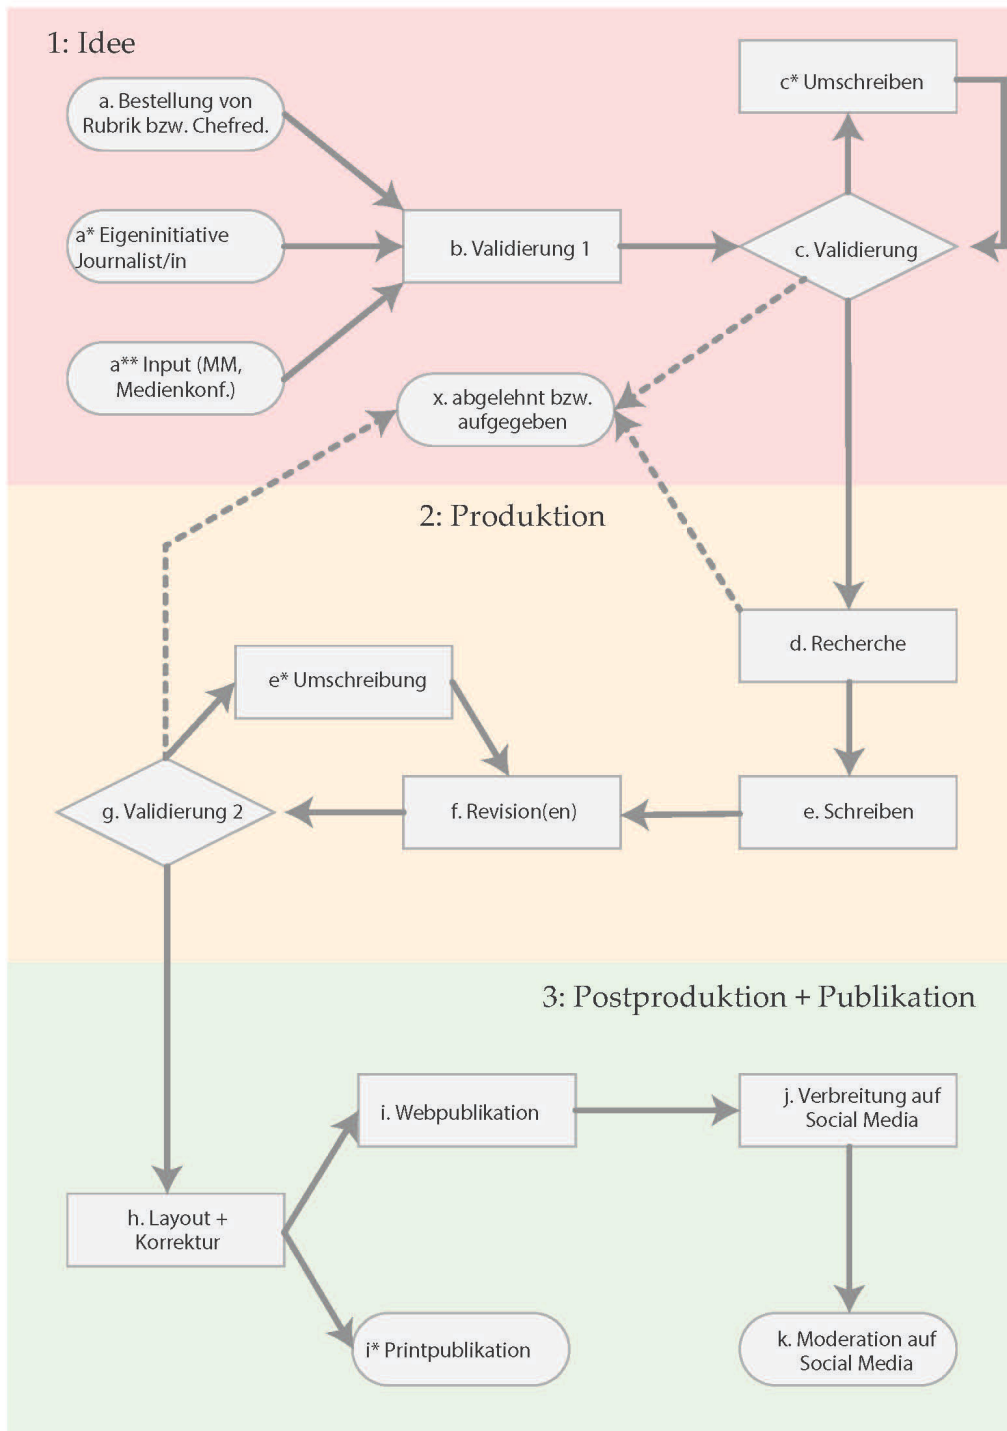 1: Idee
a. Bestellung von
Rubrik bzw. Chefred.
c* Umschreiben
a* Eigeninitiative
Journalist/in
b. Validierung 1
c. Validierung
a** Input (MM,
Medienkonf.)
x. abgelehnt bzw.
aufgegeben
2: Produktion
d. Recherche
e* Umschreibung
g. Validierung 2
f. Revision(en)
e. Schreiben
3: Postproduktion + Publikation
i. Webpublikation
j. Verbreitung auf
Social Media
h. Layout +
Korrektur
i* Printpublikation
k. Moderation auf
Social Media